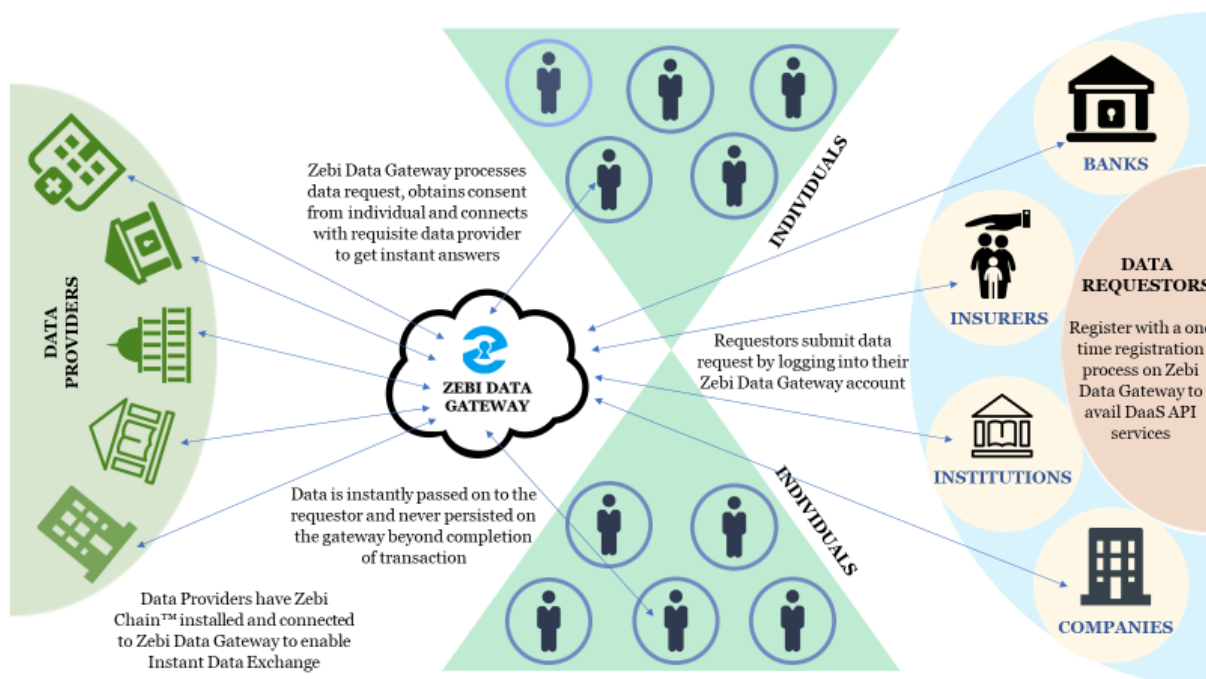 Zebi Data Gateway processes
data request, obtains consent
from individual and connects
with requisite data provider
to get instant answers
INDIVIDUALS
BANKS
DATA
PROVIDERS
INSURERS
DATA
REQUESTORS
Register with a one
time registration
process on Zebi
Data Gateway to
avail DaaS API
services
Requestors submit data
request by logging into their
Zebi Data Gateway account
ZEBI DATA
GATEWAY
INSTITUTIONS
INDIVIDUALS
Data is instantly passed on to the
requestor and never persisted on
the gateway beyond completion
of transaction
Data Providers have Zebi
Chain™ installed and connected
to Zebi Data Gateway to enable
Instant Data Exchange
COMPANIES